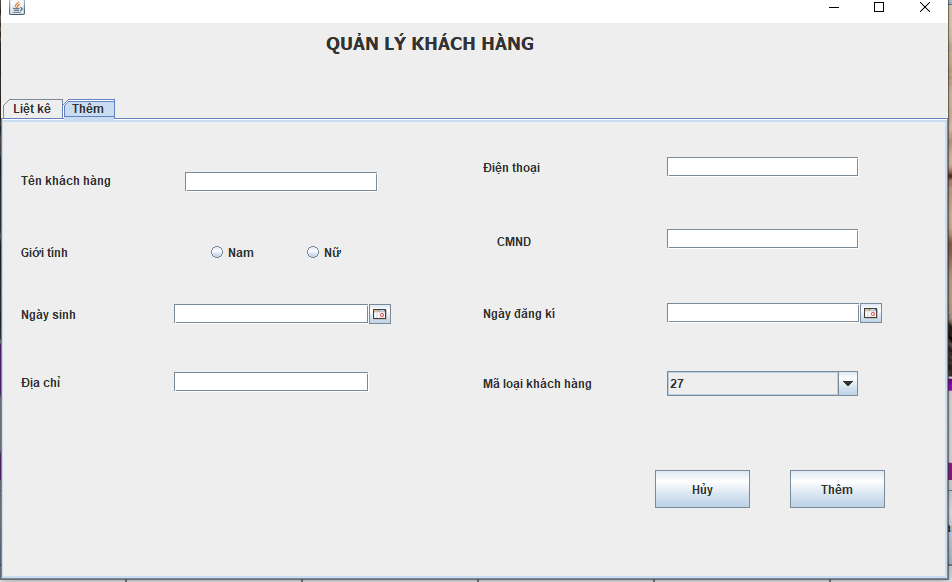 QUẢN LÝ KHÁCH HÀNG
Liệt kê Thêm
Tên khách hàng
Điện thoại
Giới tính Nam Nữ
CMND
Ngày sinh
Ngày đăng kí
Địa chỉ
Mã loại khách hàng 27
Hủy Thêm